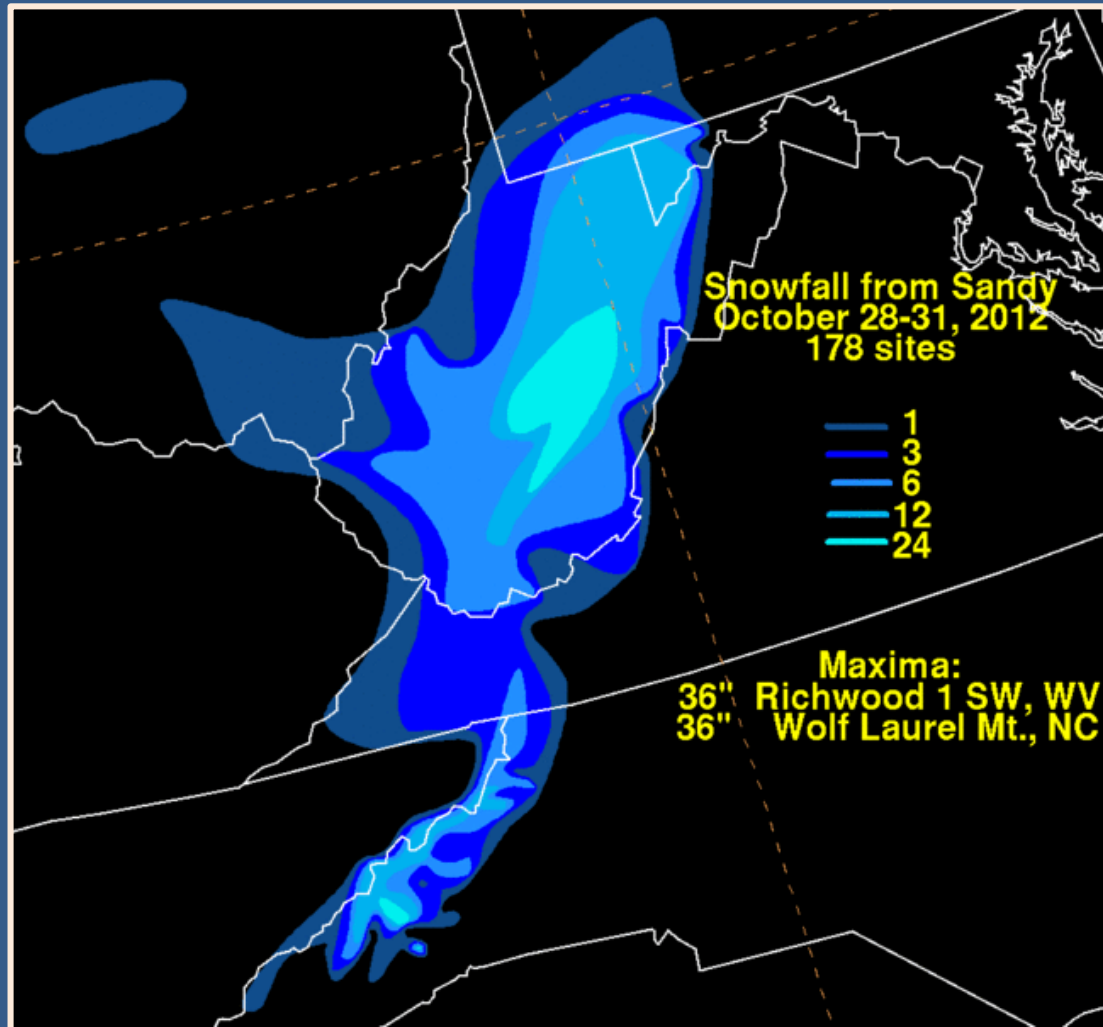 Snowfall from Sandy
October 28-31, 2012
178 sites
1
3
6
12
24
Maxima:
36" Richwood 1 SW, WV
36" Wolf Laurel Mt., NC